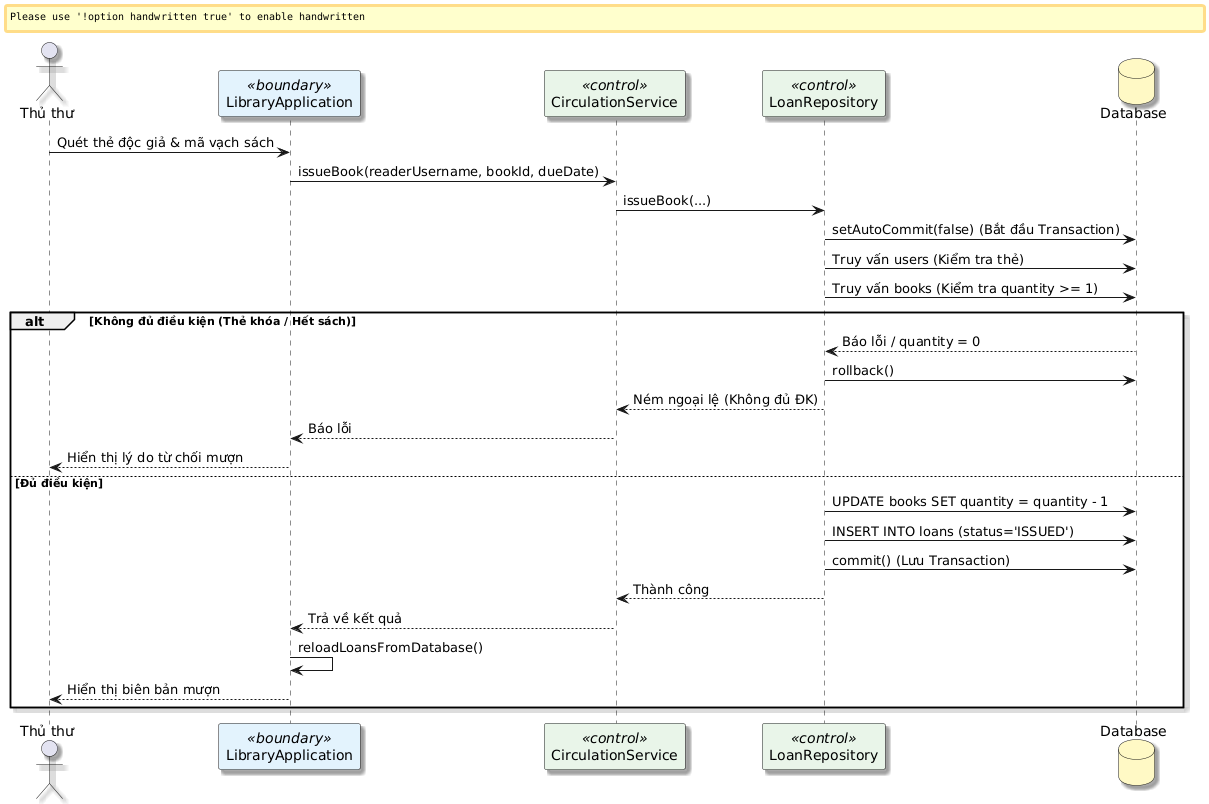 Please use '!option handwritten true' to enable handwritten
Thủ thư
«boundary»
LibraryApplication
«control»
CirculationService
«control»
LoanRepository
Database
Quét thẻ độc giả & mã vạch sách
issueBook(readerUsername, bookId, dueDate)
issueBook(...)
setAutoCommit(false) (Bắt đầu Transaction)
Truy vấn users (Kiểm tra thẻ)
Truy vấn books (Kiểm tra quantity >= 1)
alt [Không đủ điều kiện (Thẻ khóa / Hết sách)]
Báo lỗi / quantity = 0
rollback()
Ném ngoại lệ (Không đủ ĐK)
Báo lỗi
Hiển thị lý do từ chối mượn
[Đủ điều kiện]
UPDATE books SET quantity = quantity - 1
INSERT INTO loans (status='ISSUED')
commit() (Lưu Transaction)
Thành công
Trả về kết quả
reloadLoansFromDatabase()
Hiển thị biên bản mượn
Thủ thư
«boundary»
LibraryApplication
«control»
CirculationService
«control»
LoanRepository
Database